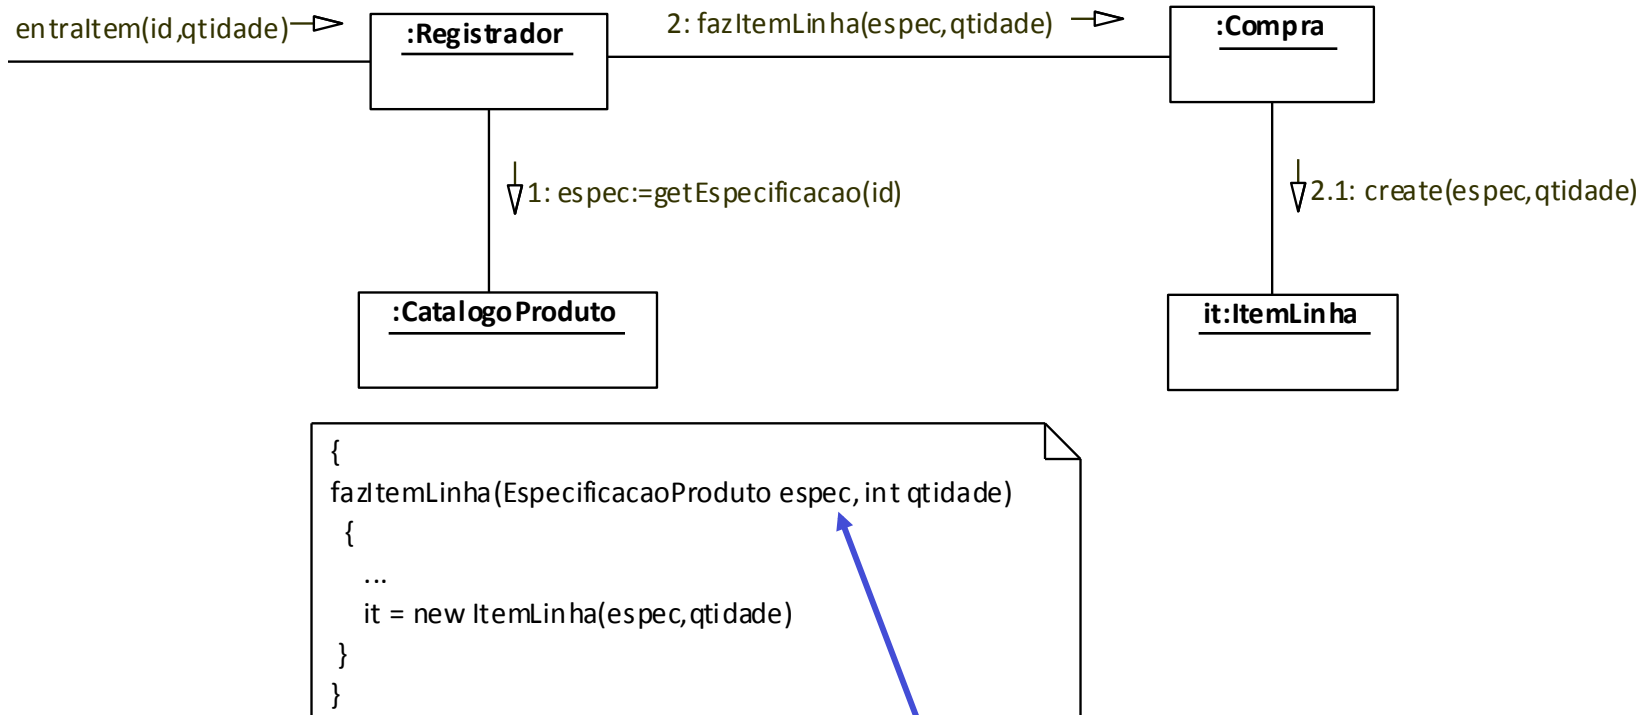 entraItem(id,qtidade)
:Registrador
2: fazItemLinha(espec,qtidade)
:Compra
1: espec:=getEspecificacao(id)
2.1: create(espec,qtidade)
:CatalogoProduto
it:ItemLinha
{
fazItemLinha(EspecificacaoProduto espec,int qtidade)
{
...
it = new ItemLinha(espec,qtidade)
}
}